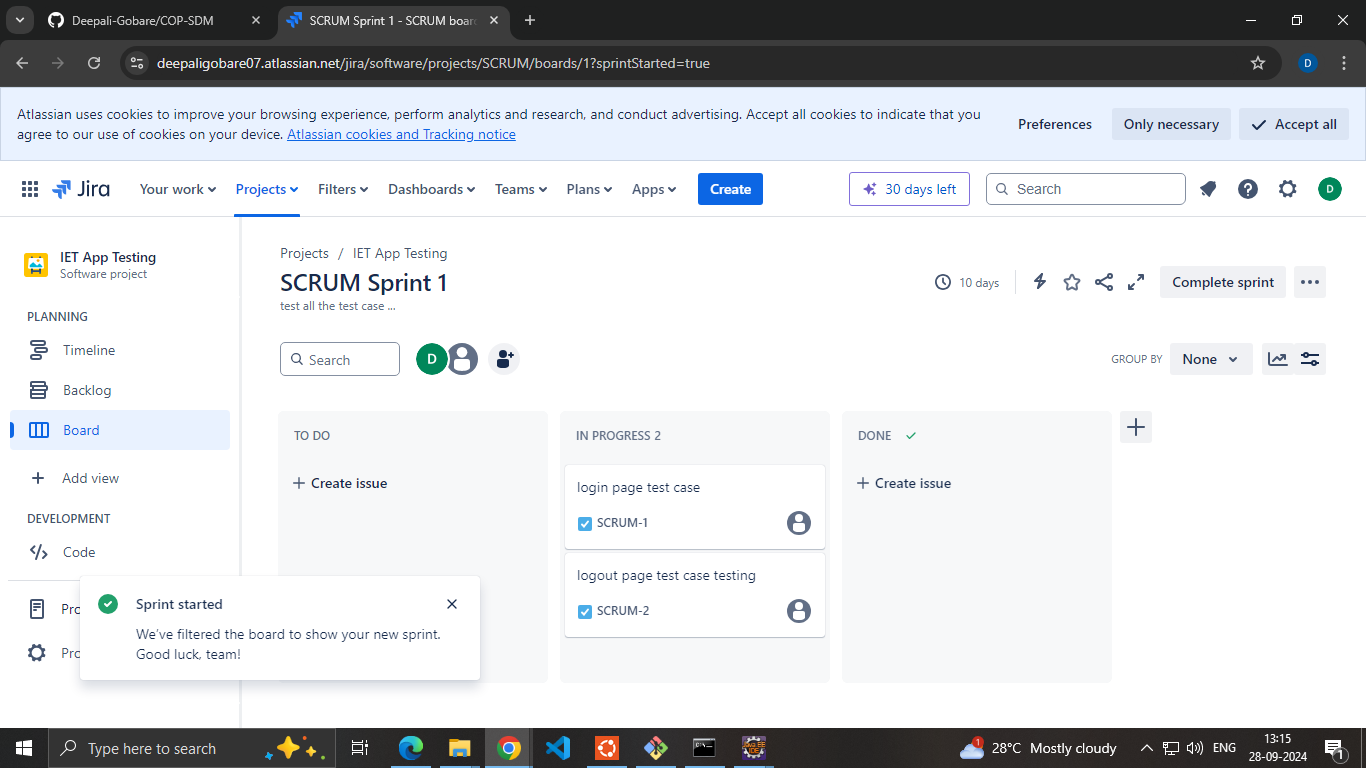 Deepali-Gobare/COP-SDM
SCRUM Sprint 1 - SCRUM board
deepaligobare07.atlassian.net/jira/software/projects/SCRUM/boards/1?sprintStarted=true
D
Atlassian uses cookies to improve your browsing experience, perform analytics and research, and conduct advertising. Accept all cookies to indicate that you
agree to our use of cookies on your device. Atlassian cookies and Tracking notice
Preferences
Only necessary
Accept all
Jira
Your work
Projects
Filters
Dashboards
Teams
Plans
Apps
Create
30 days left
Search
D
IET App Testing
Software project
PLANNING
Timeline
Backlog
Board
Add view
DEVELOPMENT
Code
Projects / IET App Testing
SCRUM Sprint 1
test all the test case ...
10 days
Complete sprint
Search
D
GROUP BY
None
TO DO
Create issue
IN PROGRESS 2
login page test case
SCRUM-1
logout page test case testing
SCRUM-2
DONE
Create issue
Sprint started
We've filtered the board to show your new sprint.
Good luck, team!
Type here to search
1
28°C Mostly cloudy
ENG
13:15
28-09-2024
1